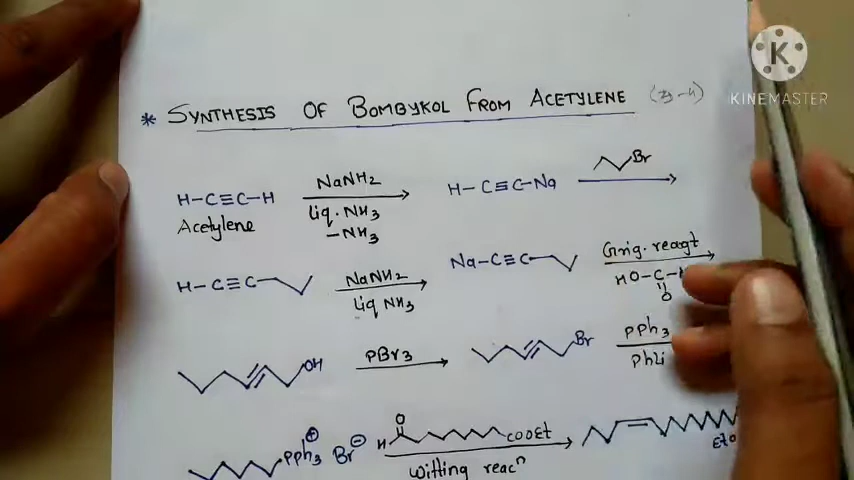 K
KINEMASTER
* SYNTHESIS OF BOMBYKOL FROM ACETYLENE
H-C≡C-H NaNH2 H-C≡C-Na Br
liq. NH3
-NH3
Acetylene
H-C≡C NaNH2 Na-C≡C Grig. reagt
liq NH3 HO-C-
O
OH PBr3 Br PPh3
PhLi
PPh3 ⊕ Br ⊖ H O COOEt EtO
Witting reacn